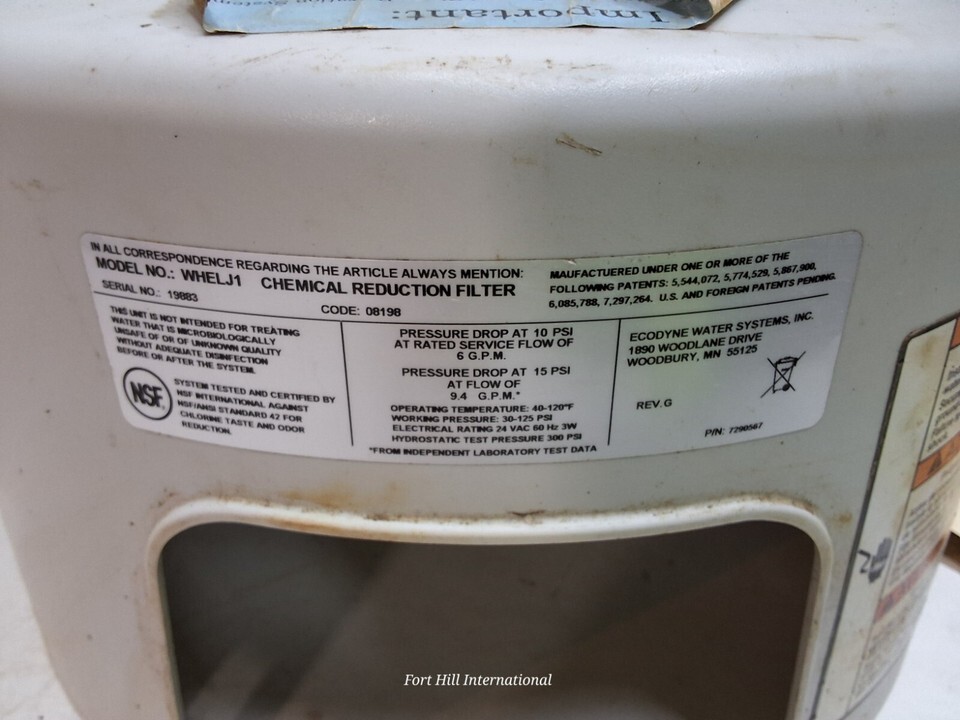 Important:
IN ALL CORRESPONDENCE REGARDING THE ARTICLE ALWAYS MENTION:
MODEL NO.: WHELJ1 CHEMICAL REDUCTION FILTER
SERIAL NO.: 19883
CODE: 08198
MAUFACTUERED UNDER ONE OR MORE OF THE
FOLLOWING PATENTS: 5,544,072, 5,774,529, 5,867,900,
6,085,788, 7,297,264. U.S. AND FOREIGN PATENTS PENDING.
THIS UNIT IS NOT INTENDED FOR TREATING
WATER THAT IS MICROBIOLOGICALLY
UNSAFE OF OR OF UNKNOWN QUALITY
WITHOUT ADEQUATE DISINFECTION
BEFORE OR AFTER THE SYSTEM.
NSF
SYSTEM TESTED AND CERTIFIED BY
NSF INTERNATIONAL AGAINST
NSF/ANSI STANDARD 42 FOR
CHLORINE TASTE AND ODOR
REDUCTION.
PRESSURE DROP AT 10 PSI
AT RATED SERVICE FLOW OF
6 G.P.M.
PRESSURE DROP AT 15 PSI
AT FLOW OF
9.4 G.P.M.*
OPERATING TEMPERATURE: 40-120°F
WORKING PRESSURE: 30-125 PSI
ELECTRICAL RATING 24 VAC 60 Hz 3W
HYDROSTATIC TEST PRESSURE 300 PSI
*FROM INDEPENDENT LABORATORY TEST DATA
ECODYNE WATER SYSTEMS, INC.
1890 WOODLANE DRIVE
WOODBURY, MN 55125
REV. G
P/N: 7290567
Fort Hill International